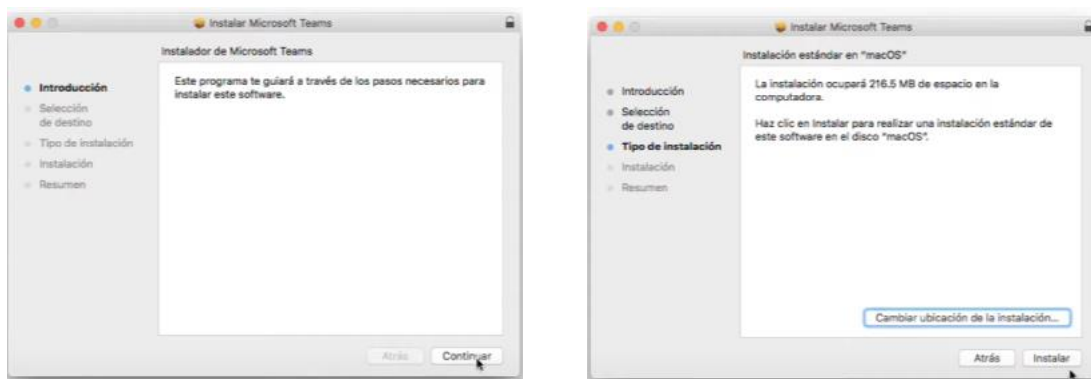 Instalar Microsoft Teams
Instalador de Microsoft Teams
Introducción
Selección
de destino
Tipo de instalación
Instalación
Resumen
Este programa te guiará a través de los pasos necesarios para
instalar este software.
Atrás
Continuar
Instalar Microsoft Teams
Instalación estándar en "macOS"
Introducción
Selección
de destino
Tipo de instalación
Instalación
Resumen
La instalación ocupará 216.5 MB de espacio en la
computadora.
Haz clic en Instalar para realizar una instalación estándar de
este software en el disco "macOS".
Cambiar ubicación de la instalación...
Atrás
Instalar